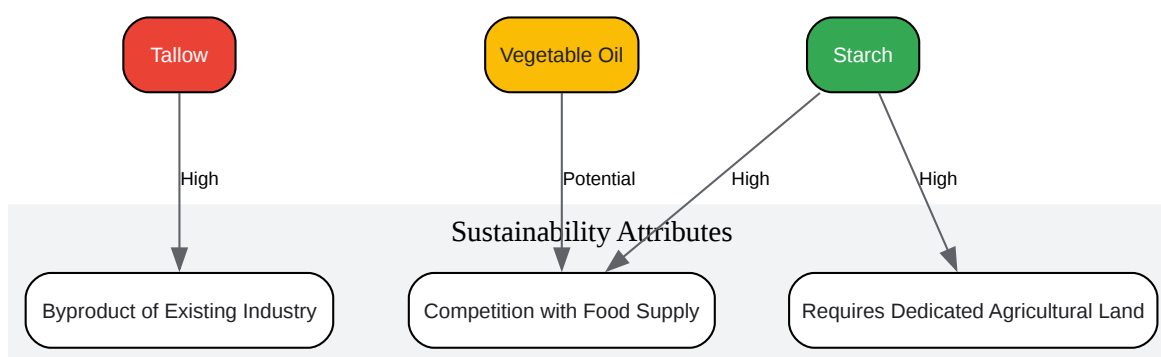 Tallow
Vegetable Oil
Starch
High
Potential
High
High
Sustainability Attributes
Byproduct of Existing Industry
Competition with Food Supply
Requires Dedicated Agricultural Land